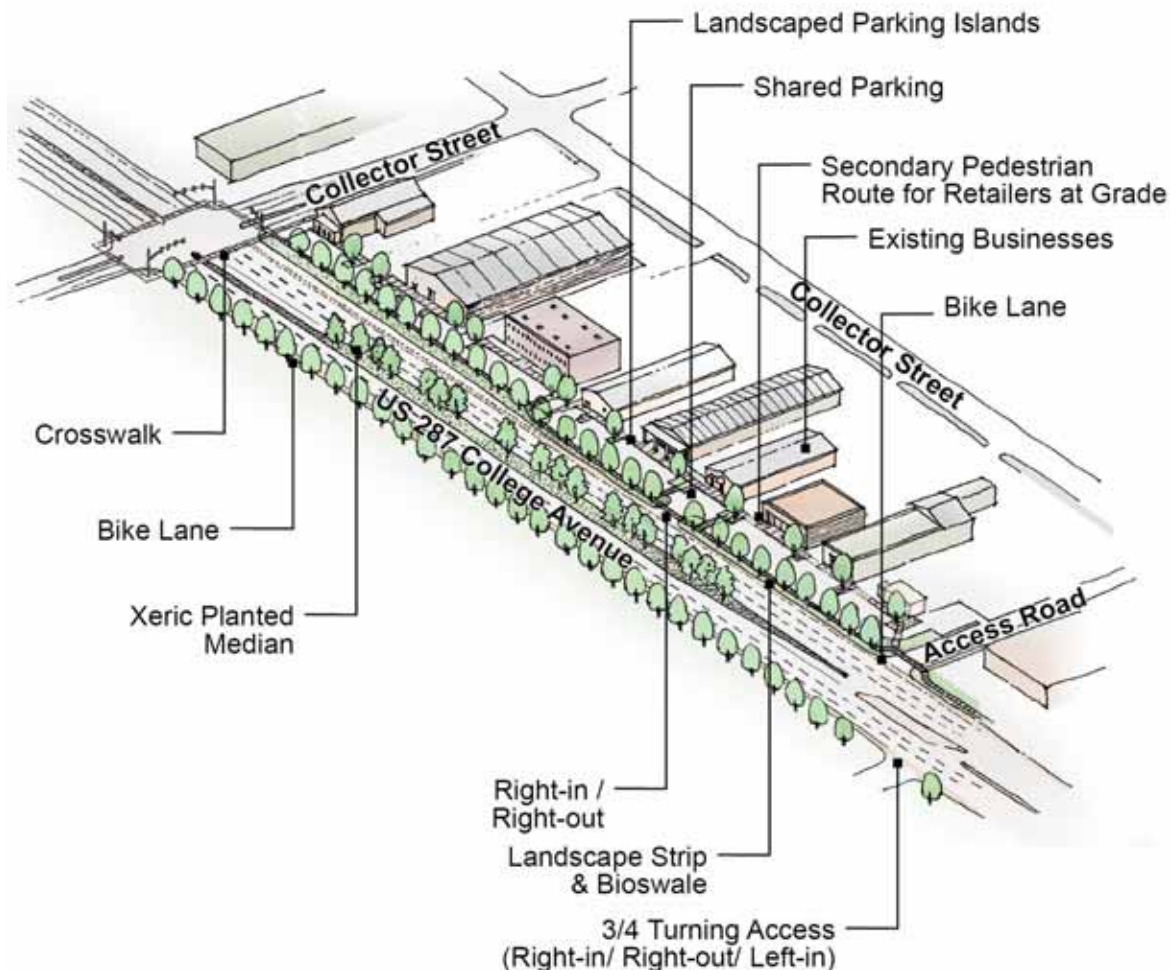 Landscaped Parking Islands
Shared Parking
Secondary Pedestrian
Route for Retailers at Grade
Existing Businesses
Bike Lane
Collector Street
Collector Street
US-287 College Avenue
Access Road
Crosswalk
Bike Lane
Xeric Planted
Median
Right-in /
Right-out
Landscape Strip
& Bioswale
3/4 Turning Access
(Right-in/ Right-out/ Left-in)